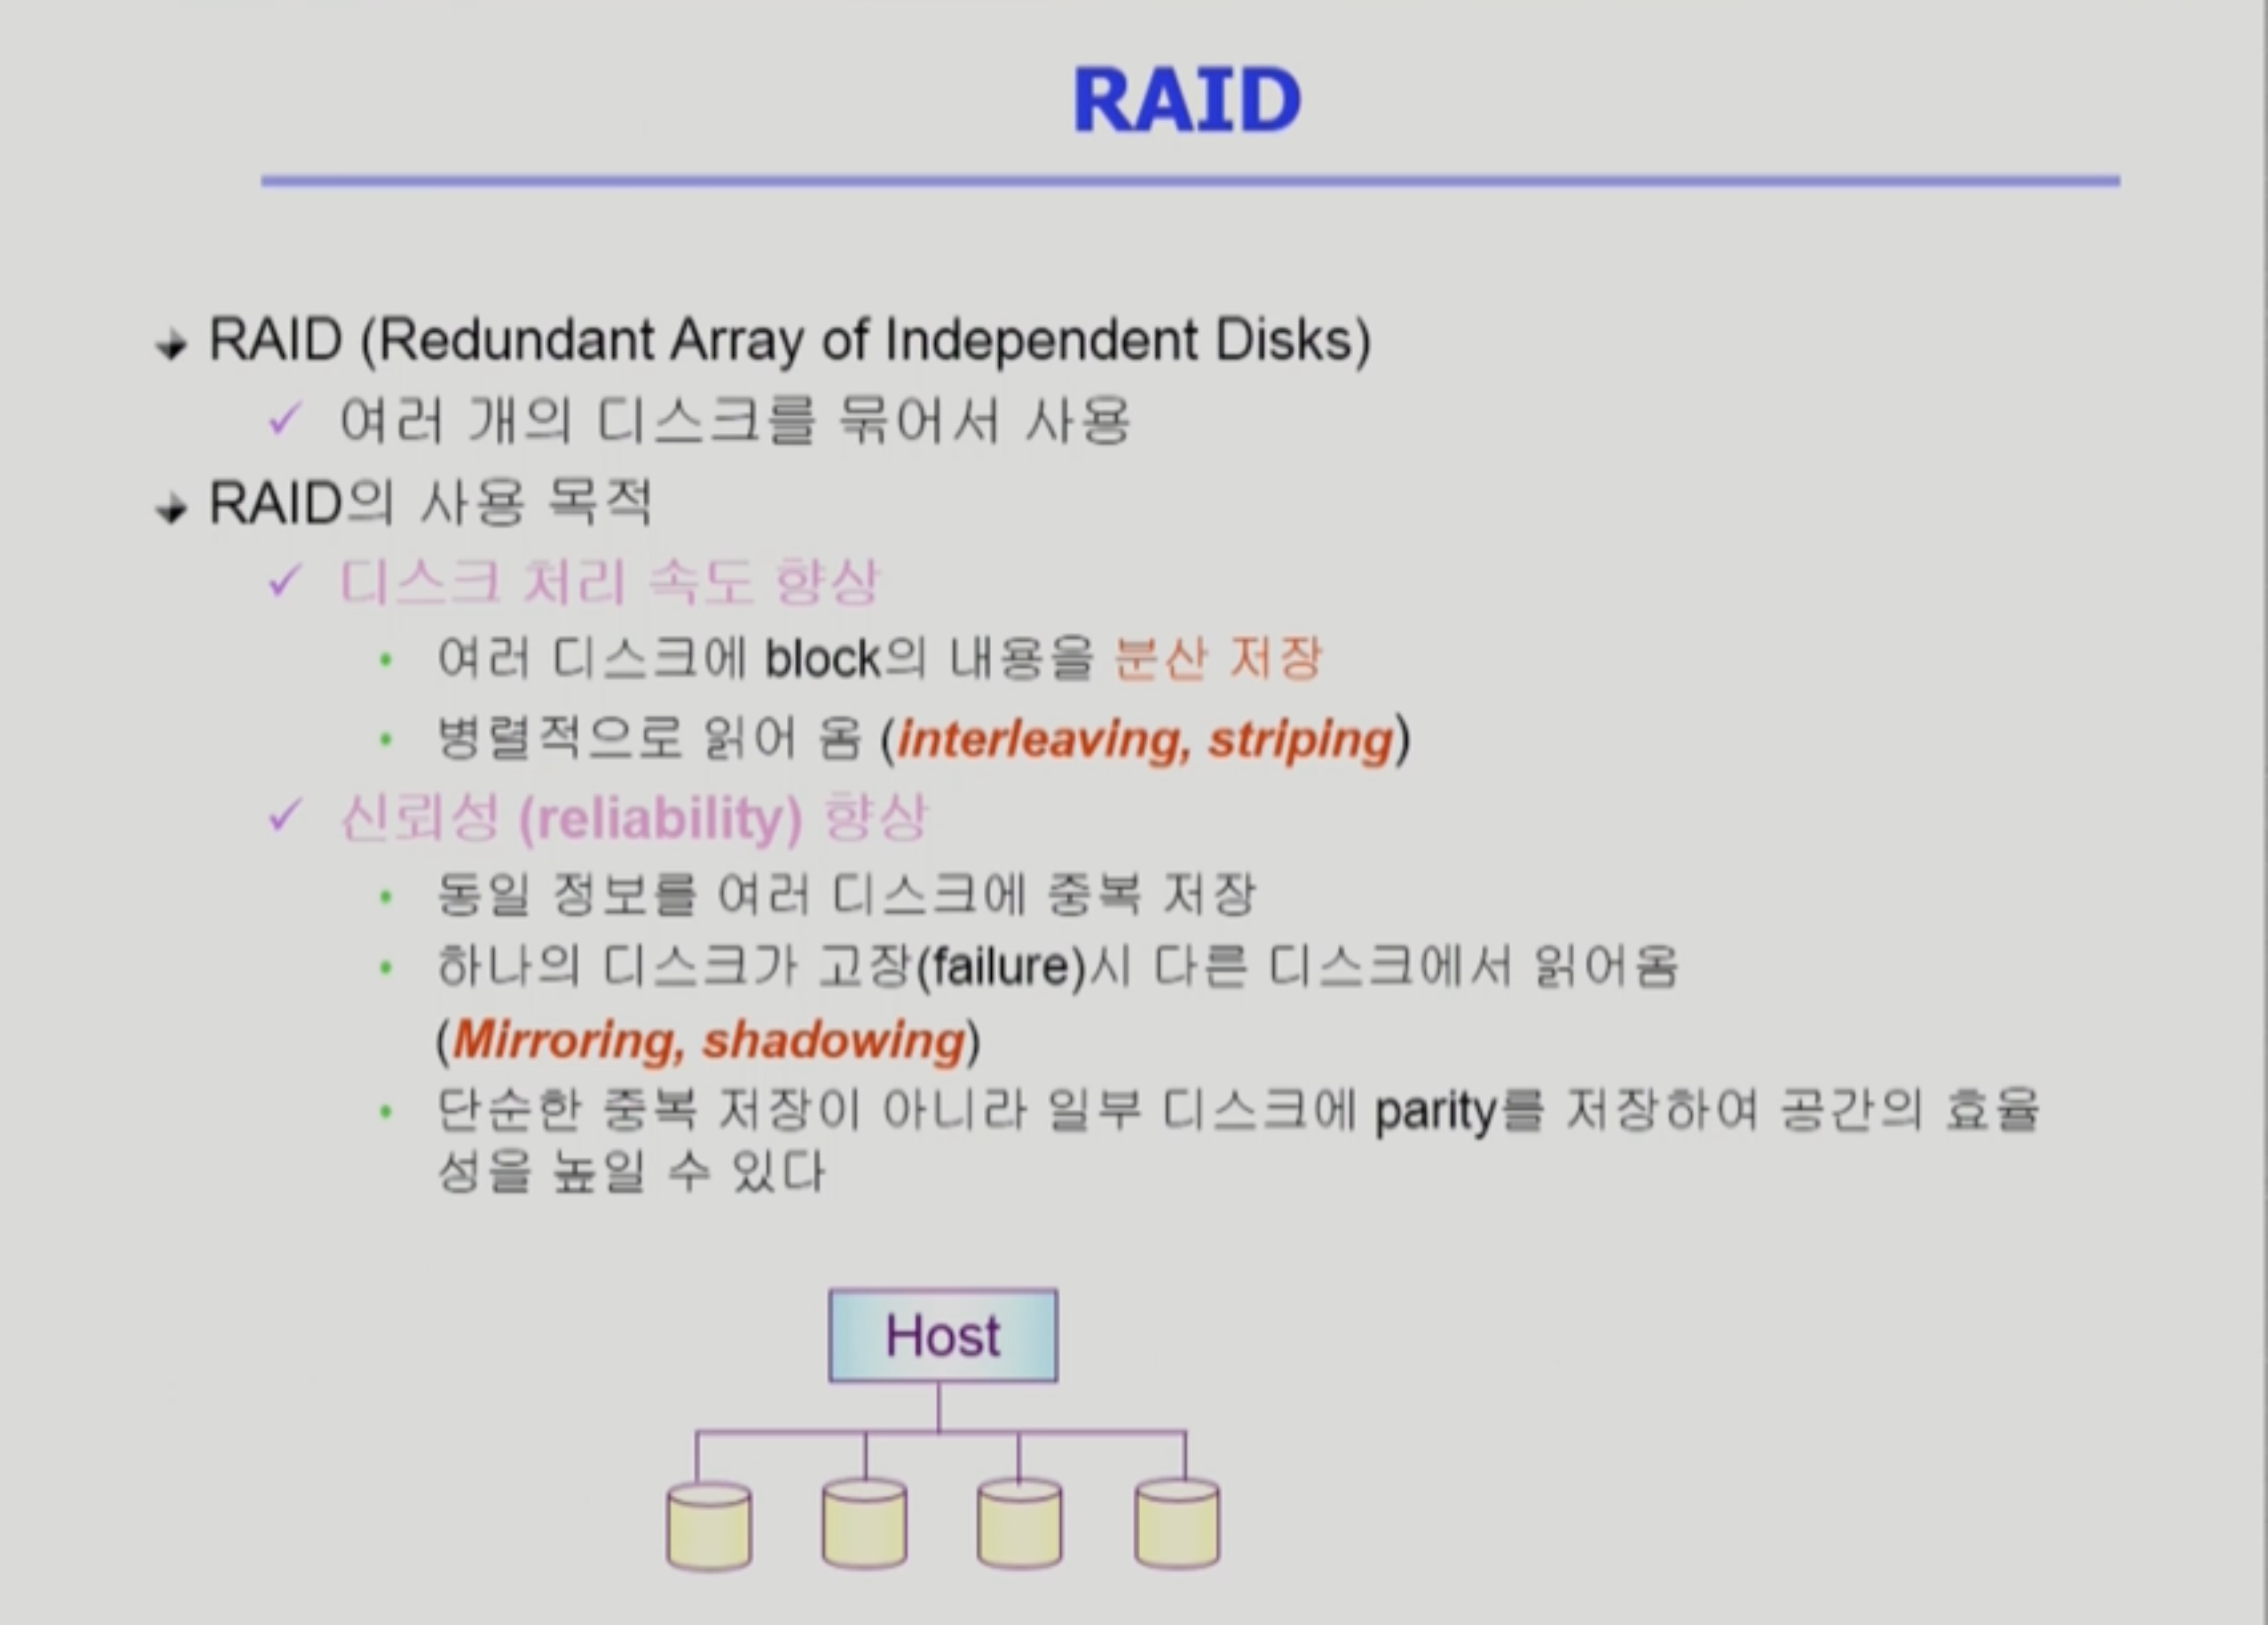 RAID
RAID (Redundant Array of Independent Disks)
여러 개의 디스크를 묶어서 사용
RAID의 사용 목적
디스크 처리 속도 향상
여러 디스크에 block의 내용을 분산 저장
병렬적으로 읽어 옴 (interleaving, striping)
신뢰성 (reliability) 향상
동일 정보를 여러 디스크에 중복 저장
하나의 디스크가 고장(failure)시 다른 디스크에서 읽어옴
(Mirroring, shadowing)
단순한 중복 저장이 아니라 일부 디스크에 parity를 저장하여 공간의 효율
성을 높일 수 있다
Host